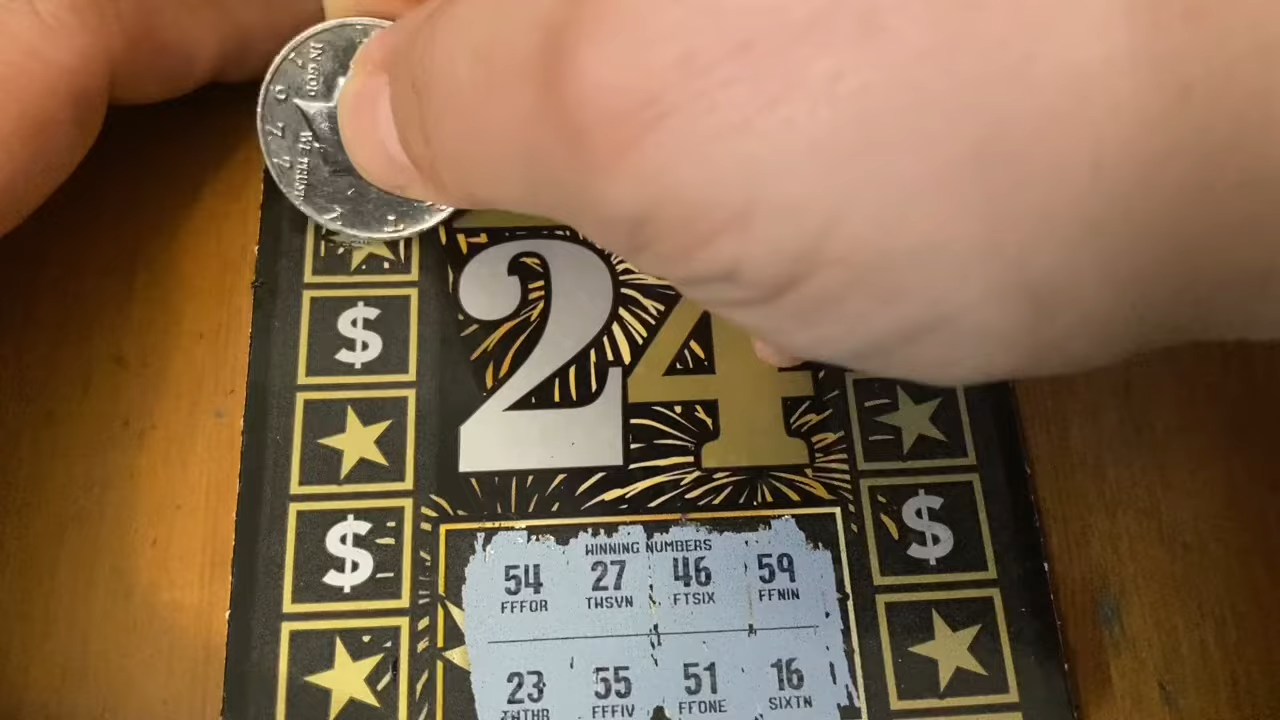 IN GOD
WE TRUST
$
24
$
$
WINNING NUMBERS
54 27 46 59
FFFOR TWSVN FTSIX FFNIN
23 55 51 16
TWTHR FFFIV FFONE SIXTN